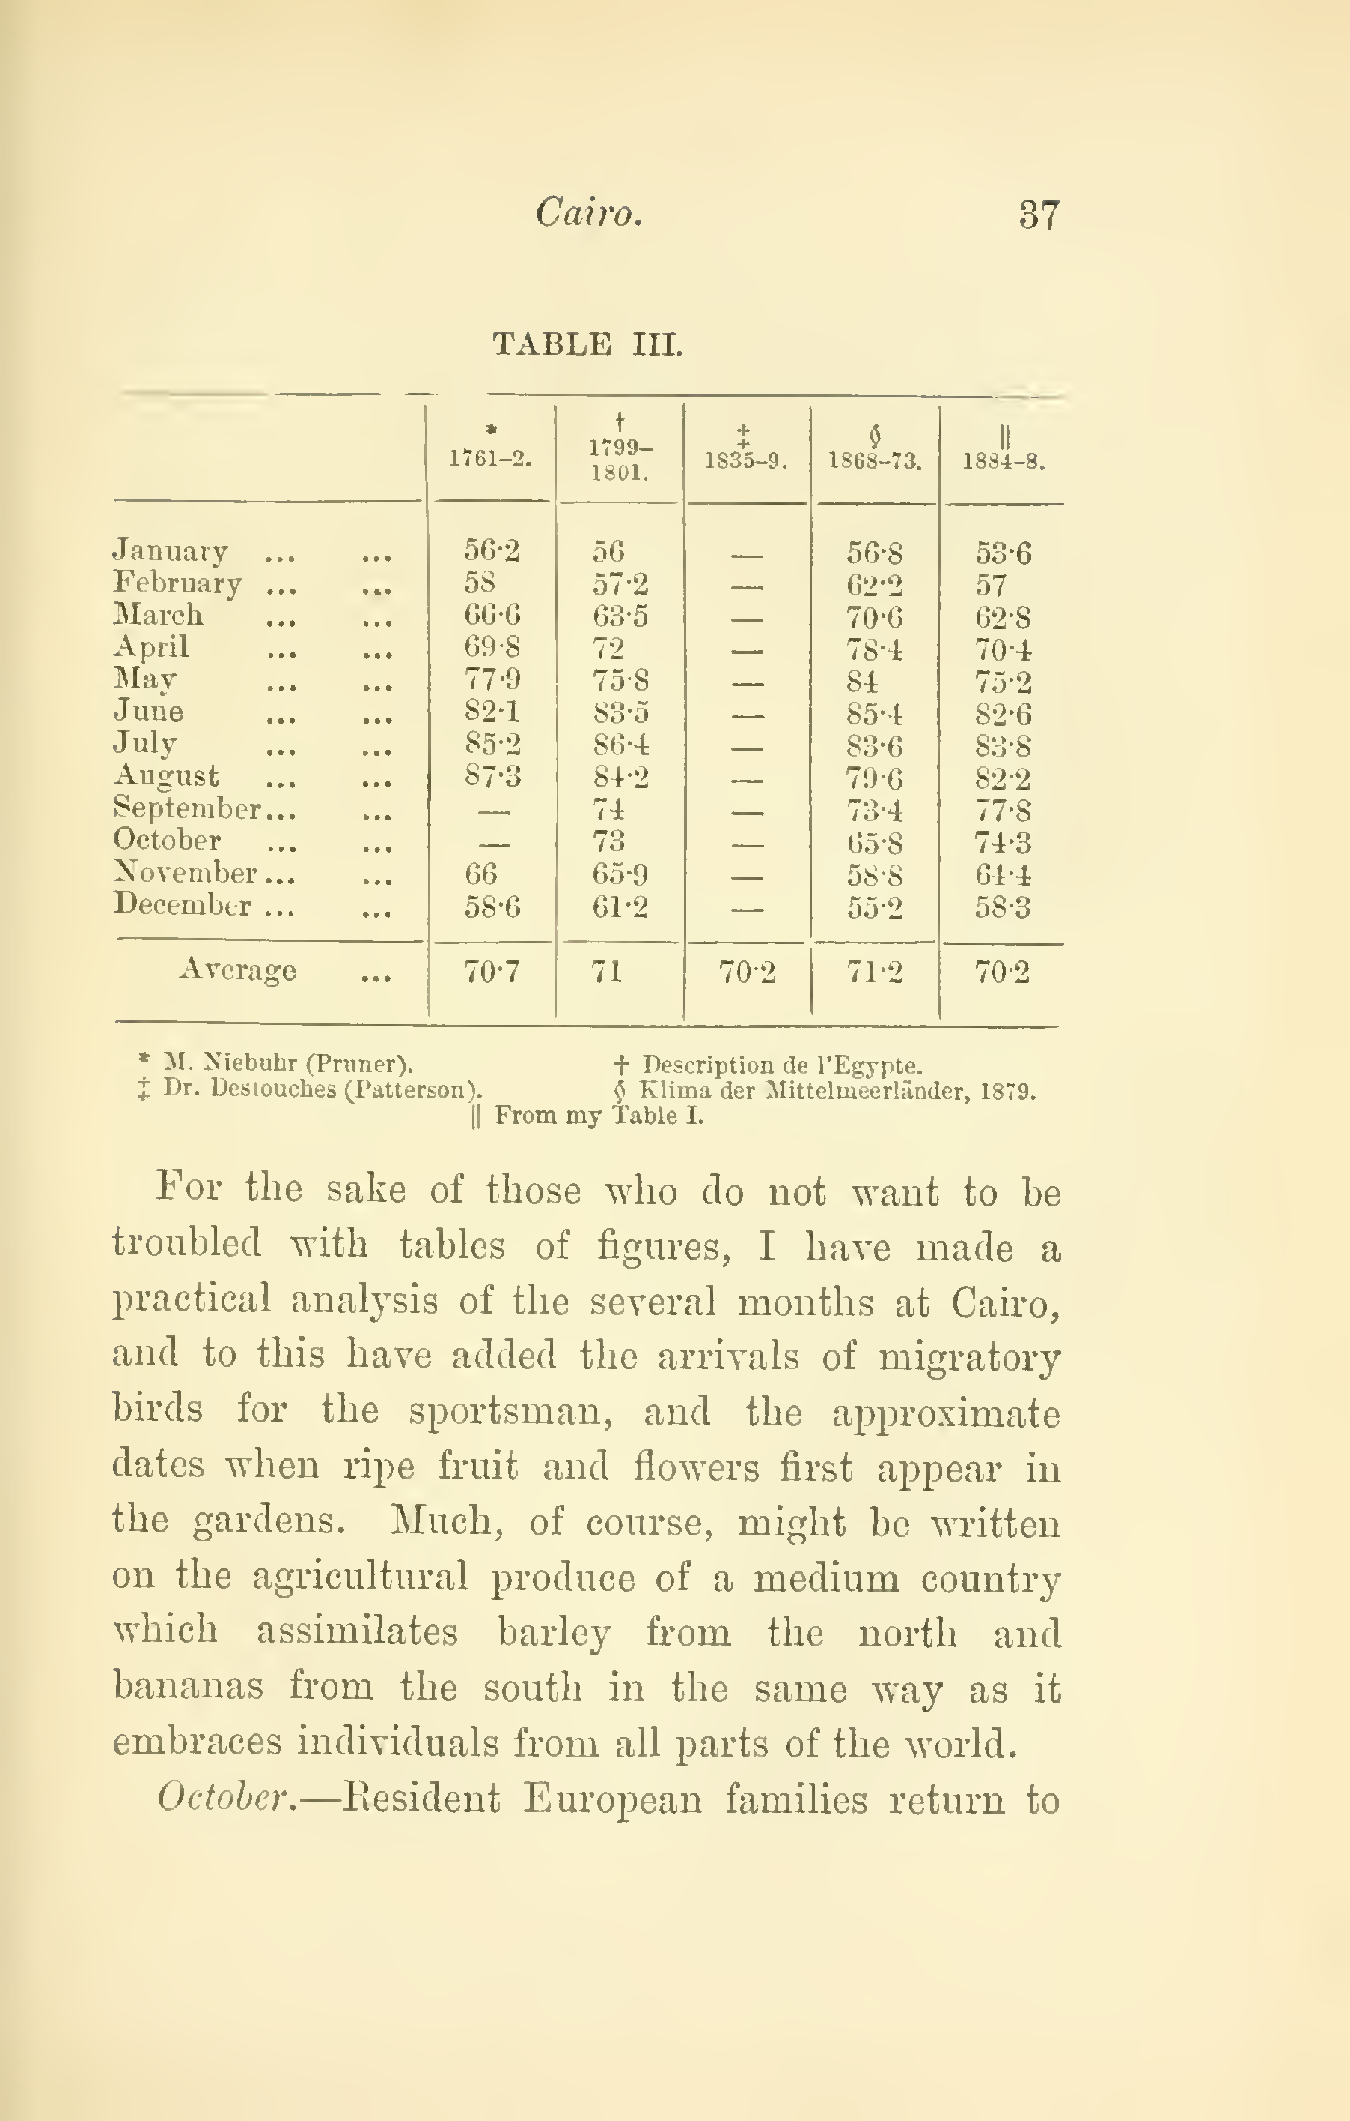 Cairo. 37
TABLE III.
* 1761-2. † 1799-1801. ‡ 1835-9. § 1868-73. || 1884-8.
January ... ... 56·2 56 — 56·8 53·6
February ... ... 58 57·2 — 62·2 57
March ... ... 66·6 63·5 — 70·6 62·8
April ... ... 69·8 72 — 78·4 70·4
May ... ... 77·9 75·8 — 84 75·2
June ... ... 82·1 83·5 — 85·4 82·6
July ... ... 85·2 86·4 — 83·6 83·8
August ... ... 87·3 84·2 — 79·6 82·2
September... ... — 74 — 73·4 77·8
October ... ... — 73 — 65·8 74·3
November ... ... 66 65·9 — 58·8 64·4
December ... ... 58·6 61·2 — 55·2 58·3
Average ... 70·7 71 70·2 71·2 70·2
* M. Niebuhr (Pruner). † Description de l'Egypte.
‡ Dr. Destouches (Patterson). § Klima der Mittelmeerländer, 1879.
|| From my Table I.
For the sake of those who do not want to be
troubled with tables of figures, I have made a
practical analysis of the several months at Cairo,
and to this have added the arrivals of migratory
birds for the sportsman, and the approximate
dates when ripe fruit and flowers first appear in
the gardens. Much, of course, might be written
on the agricultural produce of a medium country
which assimilates barley from the north and
bananas from the south in the same way as it
embraces individuals from all parts of the world.
October.—Resident European families return to